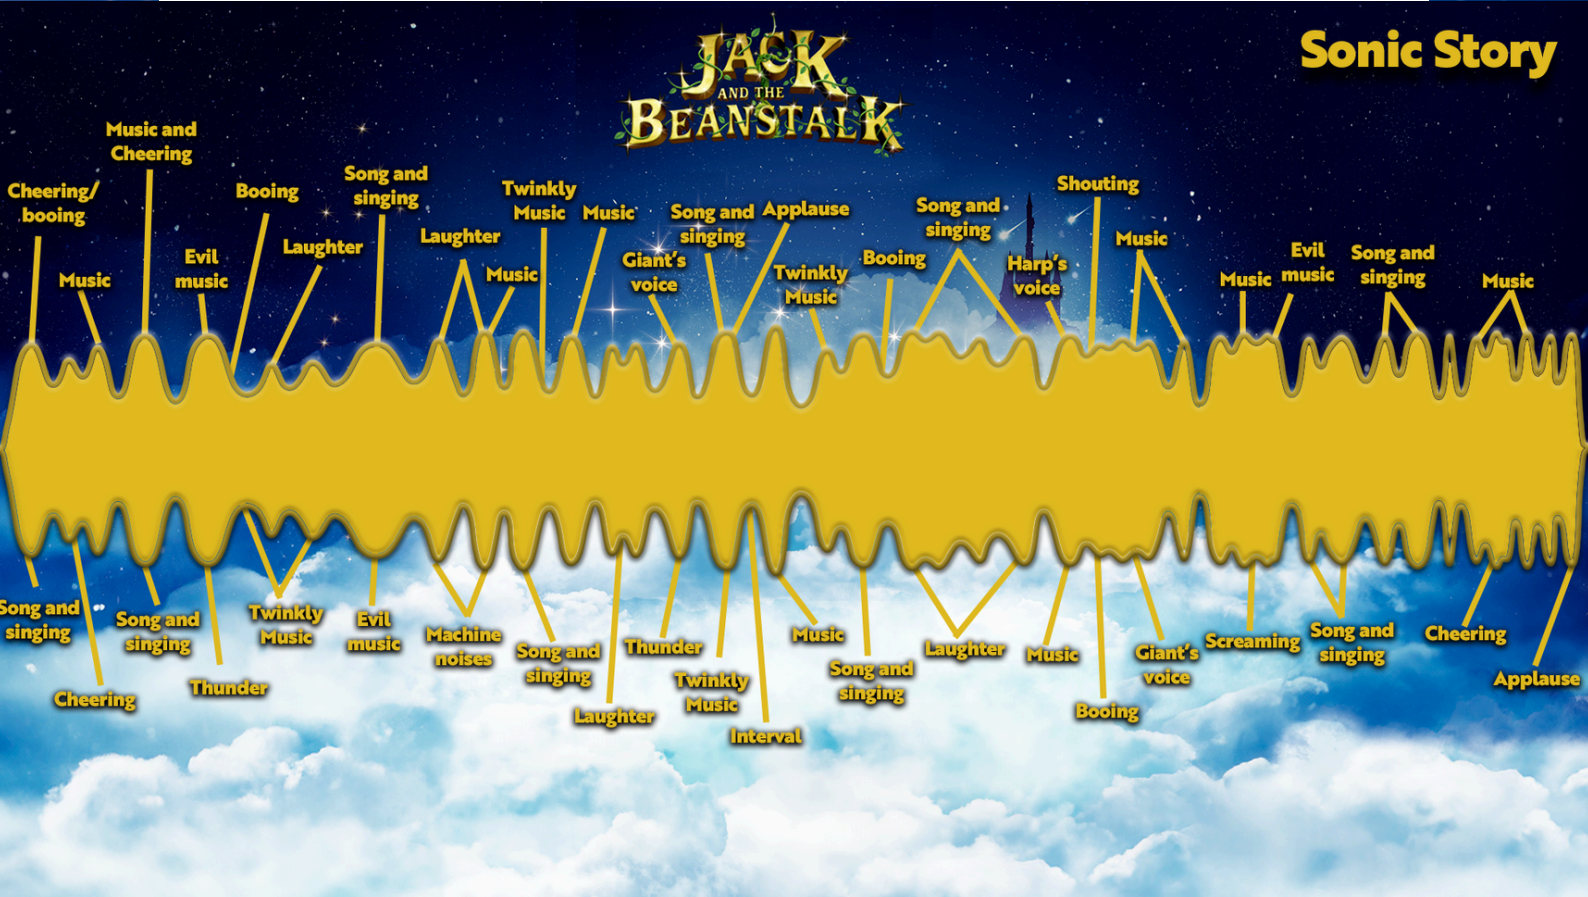 Sonic Story
JACK
AND THE
BEANSTALK
Cheering/
booing
Music
Music and
Cheering
Evil
music
Booing
Laughter
Song and
singing
Laughter
Music
Twinkly
Music
Music
Giant's
voice
Song and
singing
Applause
Twinkly
Music
Booing
Song and
singing
Harp's
voice
Shouting
Music
Music
Evil
music
Song and
singing
Music
Song and
singing
Cheering
Song and
singing
Thunder
Twinkly
Music
Evil
music
Machine
noises
Song and
singing
Laughter
Thunder
Twinkly
Music
Interval
Music
Song and
singing
Laughter
Music
Booing
Giant's
voice
Screaming
Song and
singing
Cheering
Applause